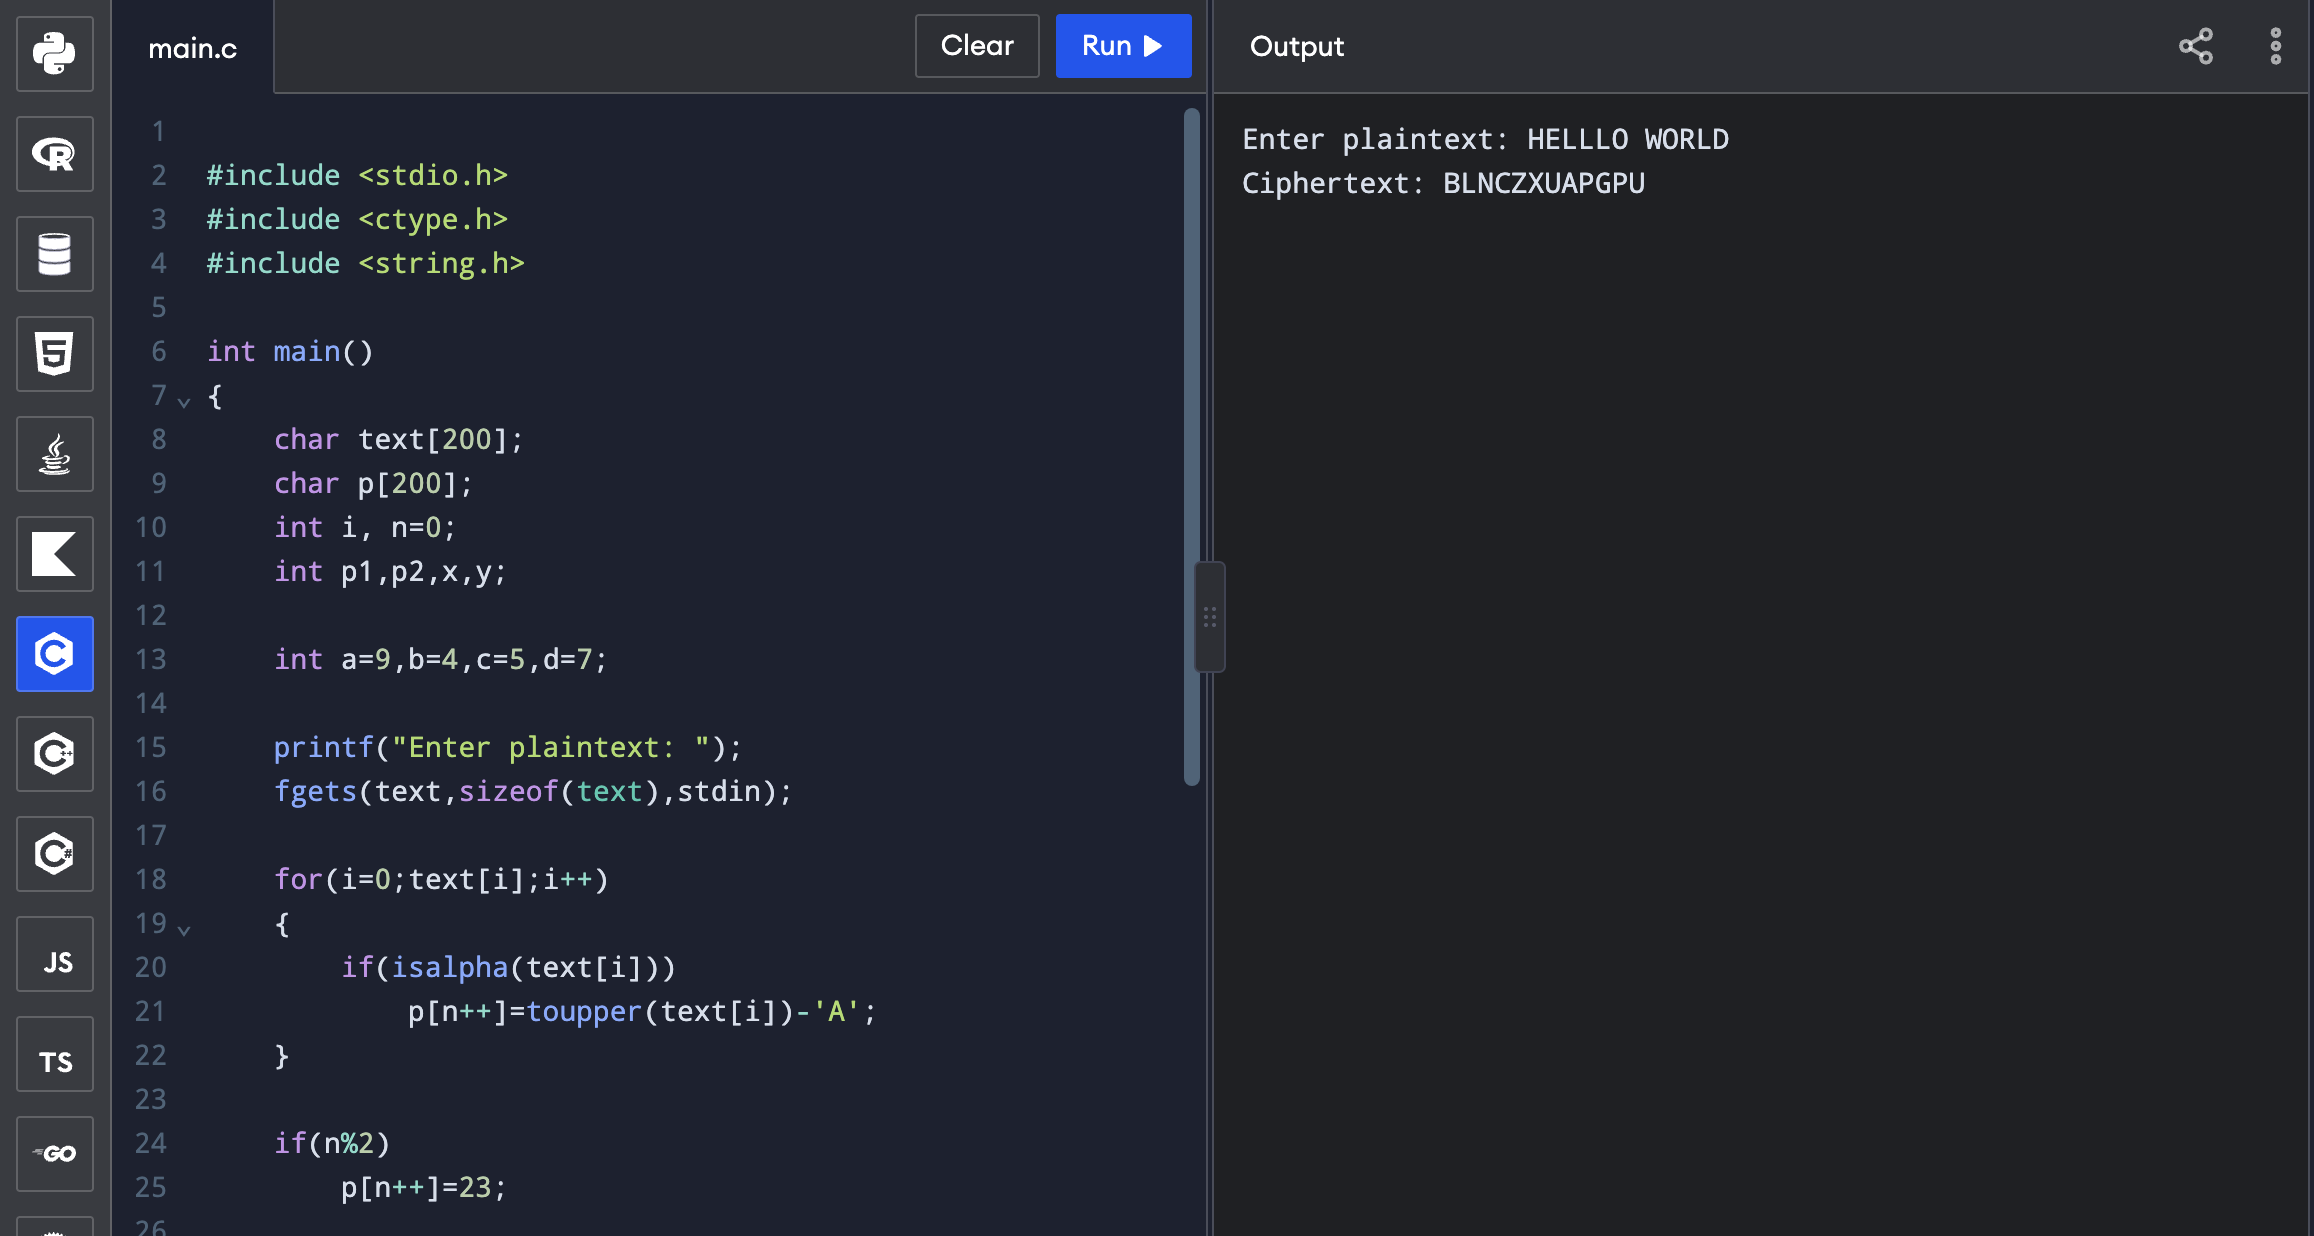 main.c
Clear
Run
Output
1
2 #include <stdio.h>
3 #include <ctype.h>
4 #include <string.h>
5
6 int main()
7 {
8     char text[200];
9     char p[200];
10     int i, n=0;
11     int p1,p2,x,y;
12
13     int a=9,b=4,c=5,d=7;
14
15     printf("Enter plaintext: ");
16     fgets(text,sizeof(text),stdin);
17
18     for(i=0;text[i];i++)
19     {
20         if(isalpha(text[i]))
21             p[n++]=toupper(text[i])-'A';
22     }
23
24     if(n%2)
25         p[n++]=23;
26
Enter plaintext: HELLLO WORLD
Ciphertext: BLNCZXUAPGPU
R
5
C
C++
C#
JS
TS
GO